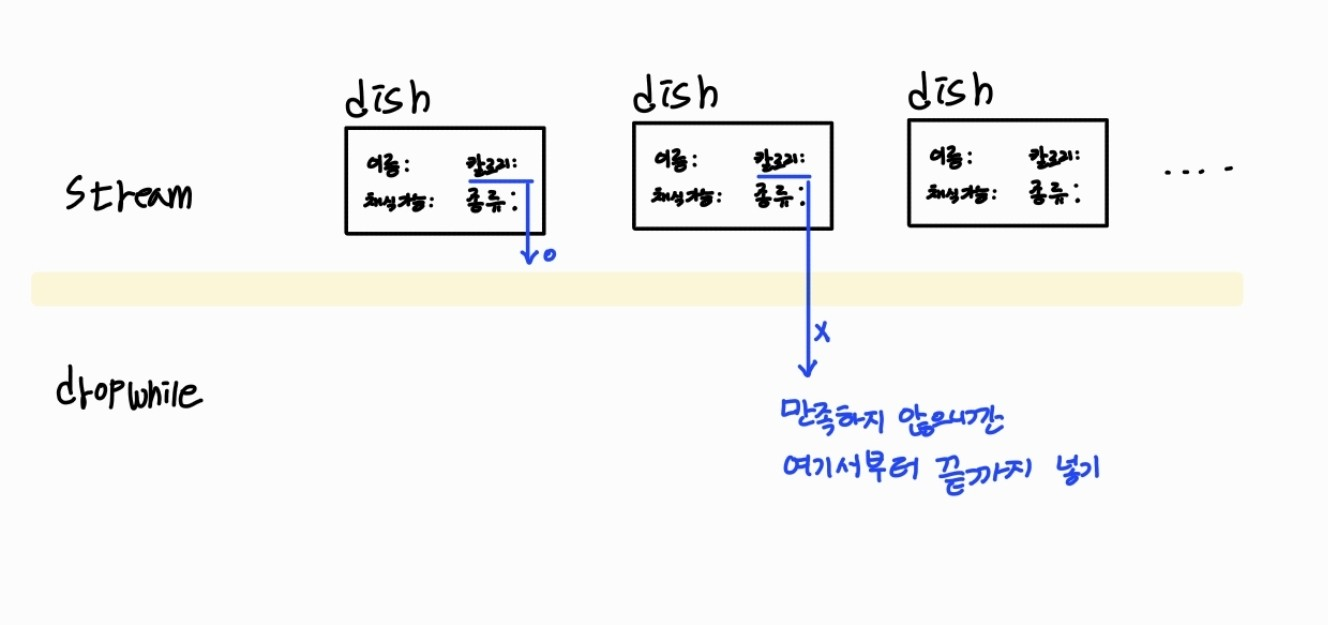 dish dish dish
이름: 칼로리: 이름: 칼로리: 이름: 칼로리:
Stream ....
채식가능: 종류: 채식가능: 종류: 채식가능: 종류:
o
x
dropwhile
만족하지 않으니깐
여기서부터 끝까지 넣기